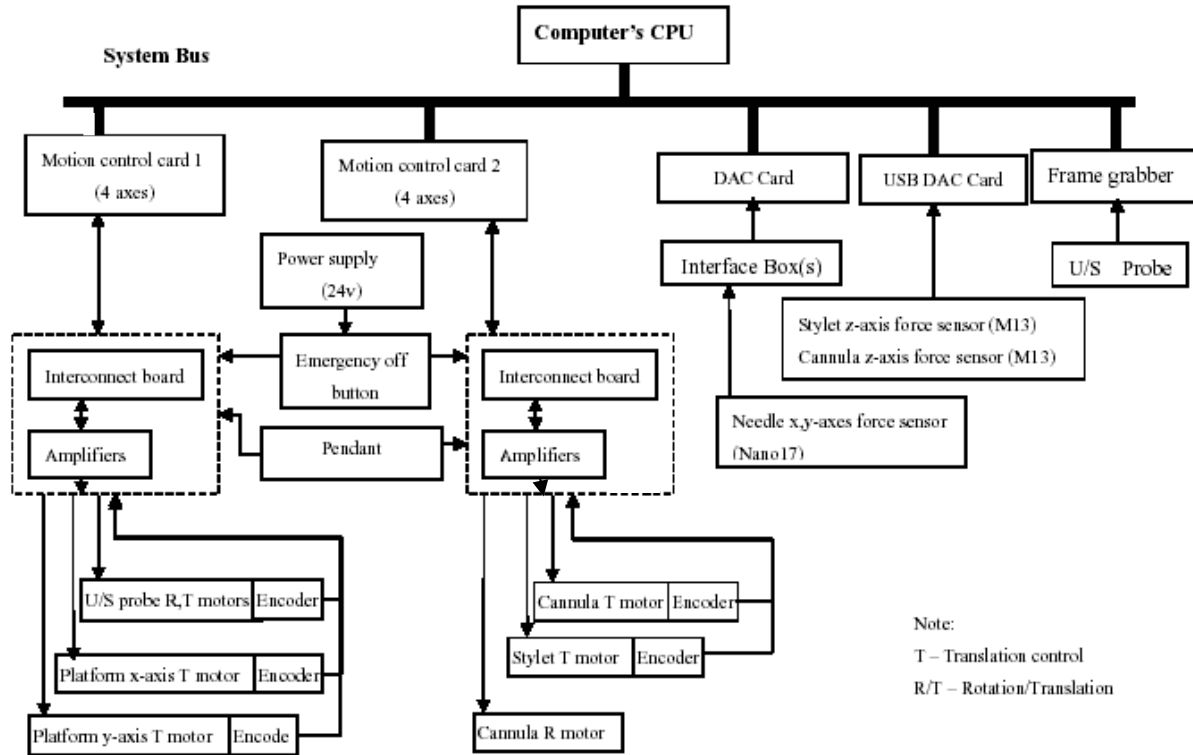 Computer's CPU
System Bus
Motion control card 1
(4 axes)
Motion control card 2
(4 axes)
DAC Card
USB DAC Card
Frame grabber
Power supply
(24v)
Interface Box(s)
U/S Probe
Stylet z-axis force sensor (M13)
Cannula z-axis force sensor (M13)
Interconnect board
Emergency off
button
Interconnect board
Needle x,y-axes force sensor
(Nano17)
Amplifiers
Pendant
Amplifiers
U/S probe R,T motors
Encoder
Cannula T motor
Encoder
Stylet T motor
Encoder
Platform x-axis T motor
Encoder
Platform y-axis T motor
Encode
Cannula R motor
Note:
T – Translation control
R/T – Rotation/Translation